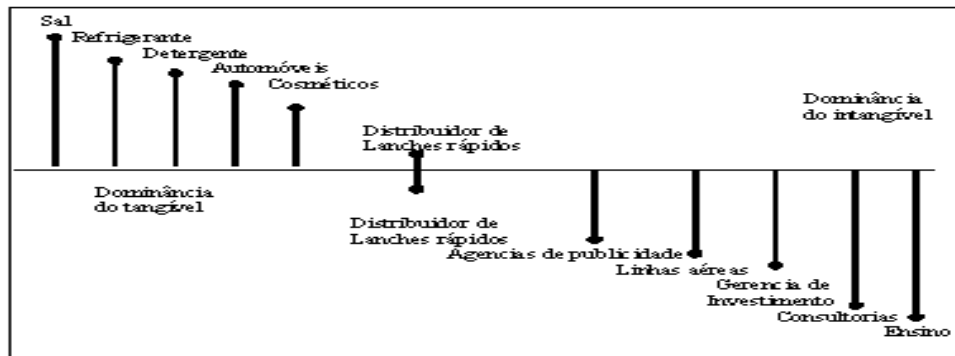 Sal
Refrigerante
Detergente
Automóveis
Cosméticos
Dominância
do intangível
Distribuidor de
Lanches rápidos
Dominância
do tangível
Distribuidor de
Lanches rápidos
Agencias de publicidade
Linhas aéreas
Gerencia de
Investimento
Consultorias
Ensino